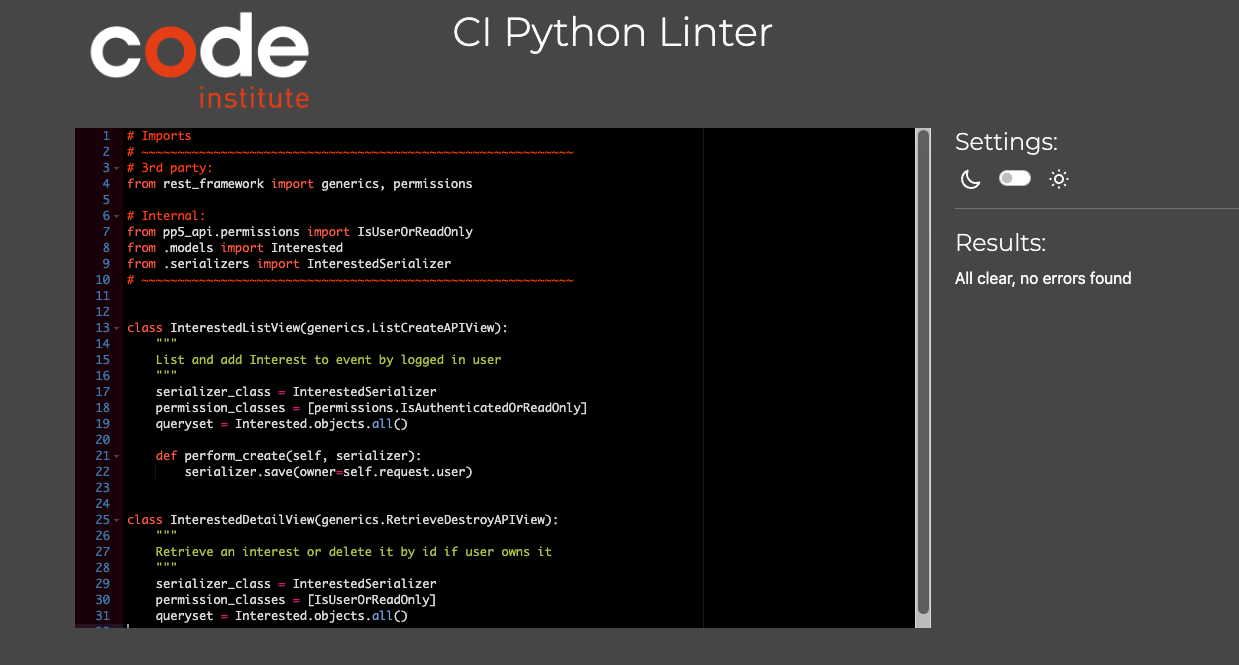 code
institute
CI Python Linter
1 # Imports
2 # ~~~~~~~~~~~~~~~~~~~~~~~~~~~~~~~~~~~~~~~~~~~~~~~~~~~~~~~~~~~~
3 # 3rd party:
4 from rest_framework import generics, permissions
5
6 # Internal:
7 from pp5_api.permissions import IsUserOrReadOnly
8 from .models import Interested
9 from .serializers import InterestedSerializer
10 # ~~~~~~~~~~~~~~~~~~~~~~~~~~~~~~~~~~~~~~~~~~~~~~~~~~~~~~~~~~~~
11
12
13 class InterestedListView(generics.ListCreateAPIView):
14     """
15     List and add Interest to event by logged in user
16     """
17     serializer_class = InterestedSerializer
18     permission_classes = [permissions.IsAuthenticatedOrReadOnly]
19     queryset = Interested.objects.all()
20
21     def perform_create(self, serializer):
22         serializer.save(owner=self.request.user)
23
24
25 class InterestedDetailView(generics.RetrieveDestroyAPIView):
26     """
27     Retrieve an interest or delete it by id if user owns it
28     """
29     serializer_class = InterestedSerializer
30     permission_classes = [IsUserOrReadOnly]
31     queryset = Interested.objects.all()
Settings:
Results:
All clear, no errors found